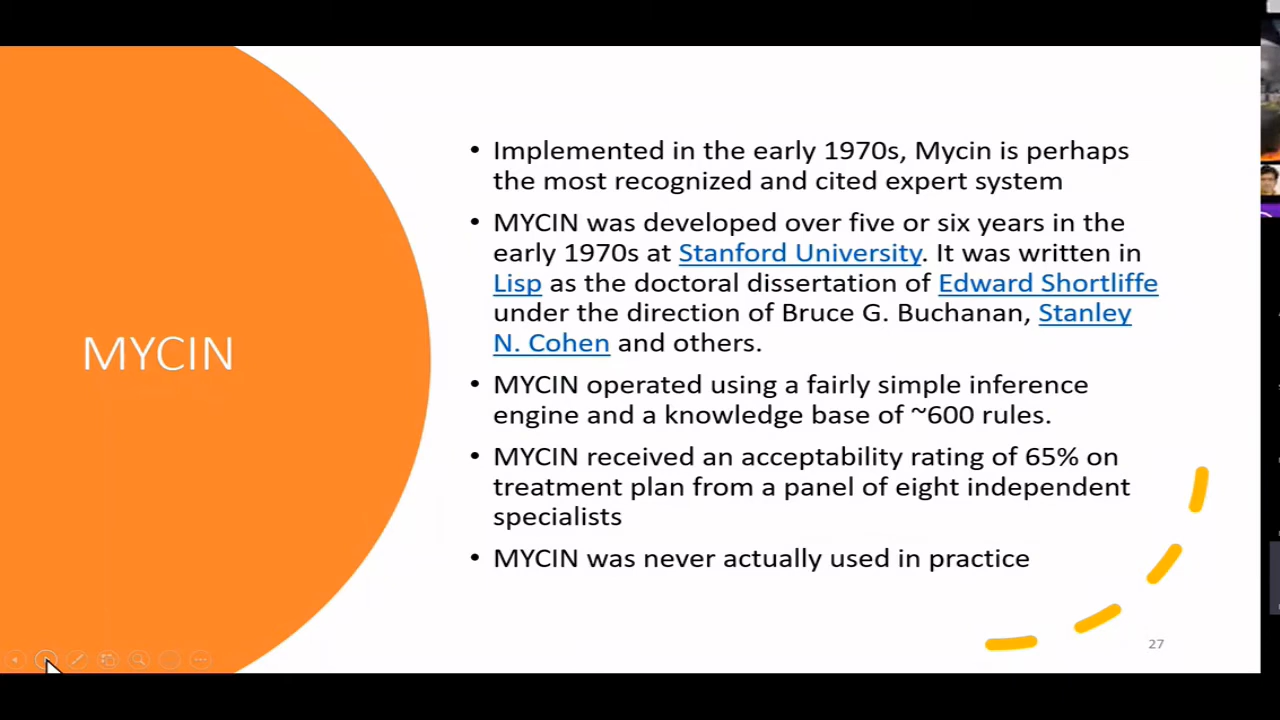 MYCIN
• Implemented in the early 1970s, Mycin is perhaps
the most recognized and cited expert system
• MYCIN was developed over five or six years in the
early 1970s at Stanford University. It was written in
Lisp as the doctoral dissertation of Edward Shortliffe
under the direction of Bruce G. Buchanan, Stanley
N. Cohen and others.
• MYCIN operated using a fairly simple inference
engine and a knowledge base of ~600 rules.
• MYCIN received an acceptability rating of 65% on
treatment plan from a panel of eight independent
specialists
• MYCIN was never actually used in practice
27